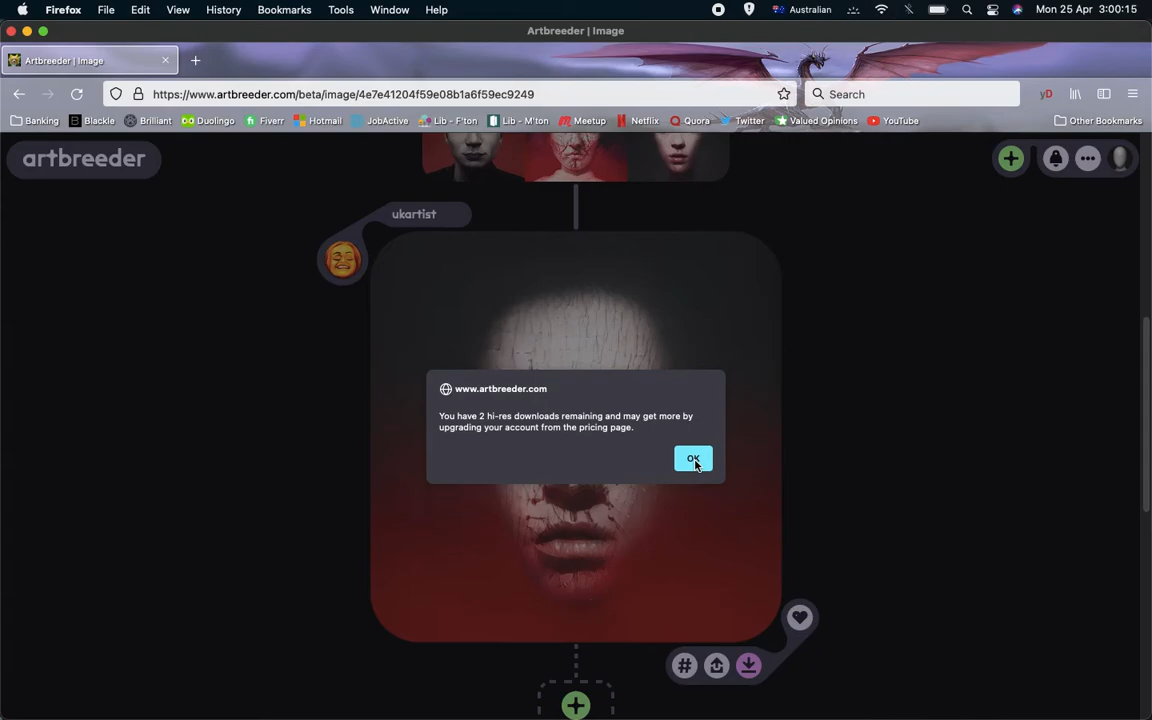 Firefox File Edit View History Bookmarks Tools Window Help Australian Mon 25 Apr 3:00:15
Artbreeder | Image
Artbreeder | Image
https://www.artbreeder.com/beta/image/4e7e41204f59e08b1a6f59ec9249 Search yD
Banking Blackle Brilliant Duolingo Fiverr Hotmail JobActive Lib - F'ton Lib - M'ton Meetup Netflix Quora Twitter Valued Opinions YouTube Other Bookmarks
artbreeder
ukartist
www.artbreeder.com
You have 2 hi-res downloads remaining and may get more by
upgrading your account from the pricing page.
OK